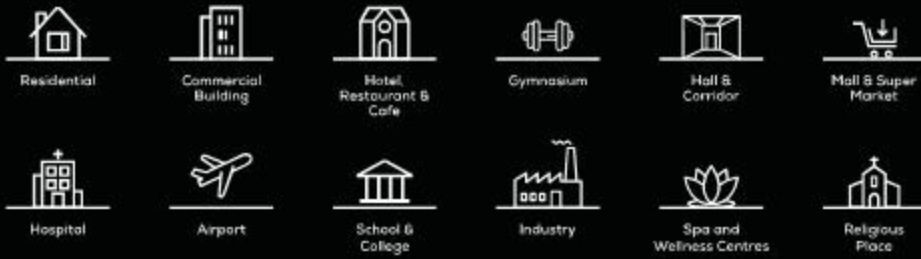 Residential
Commercial
Building
Hotel,
Restaurant &
Cafe
Gymnasium
Hall &
Corridor
Mall & Super
Market
Hospital
Airport
School &
College
Industry
Spa and
Wellness Centres
Religious
Place